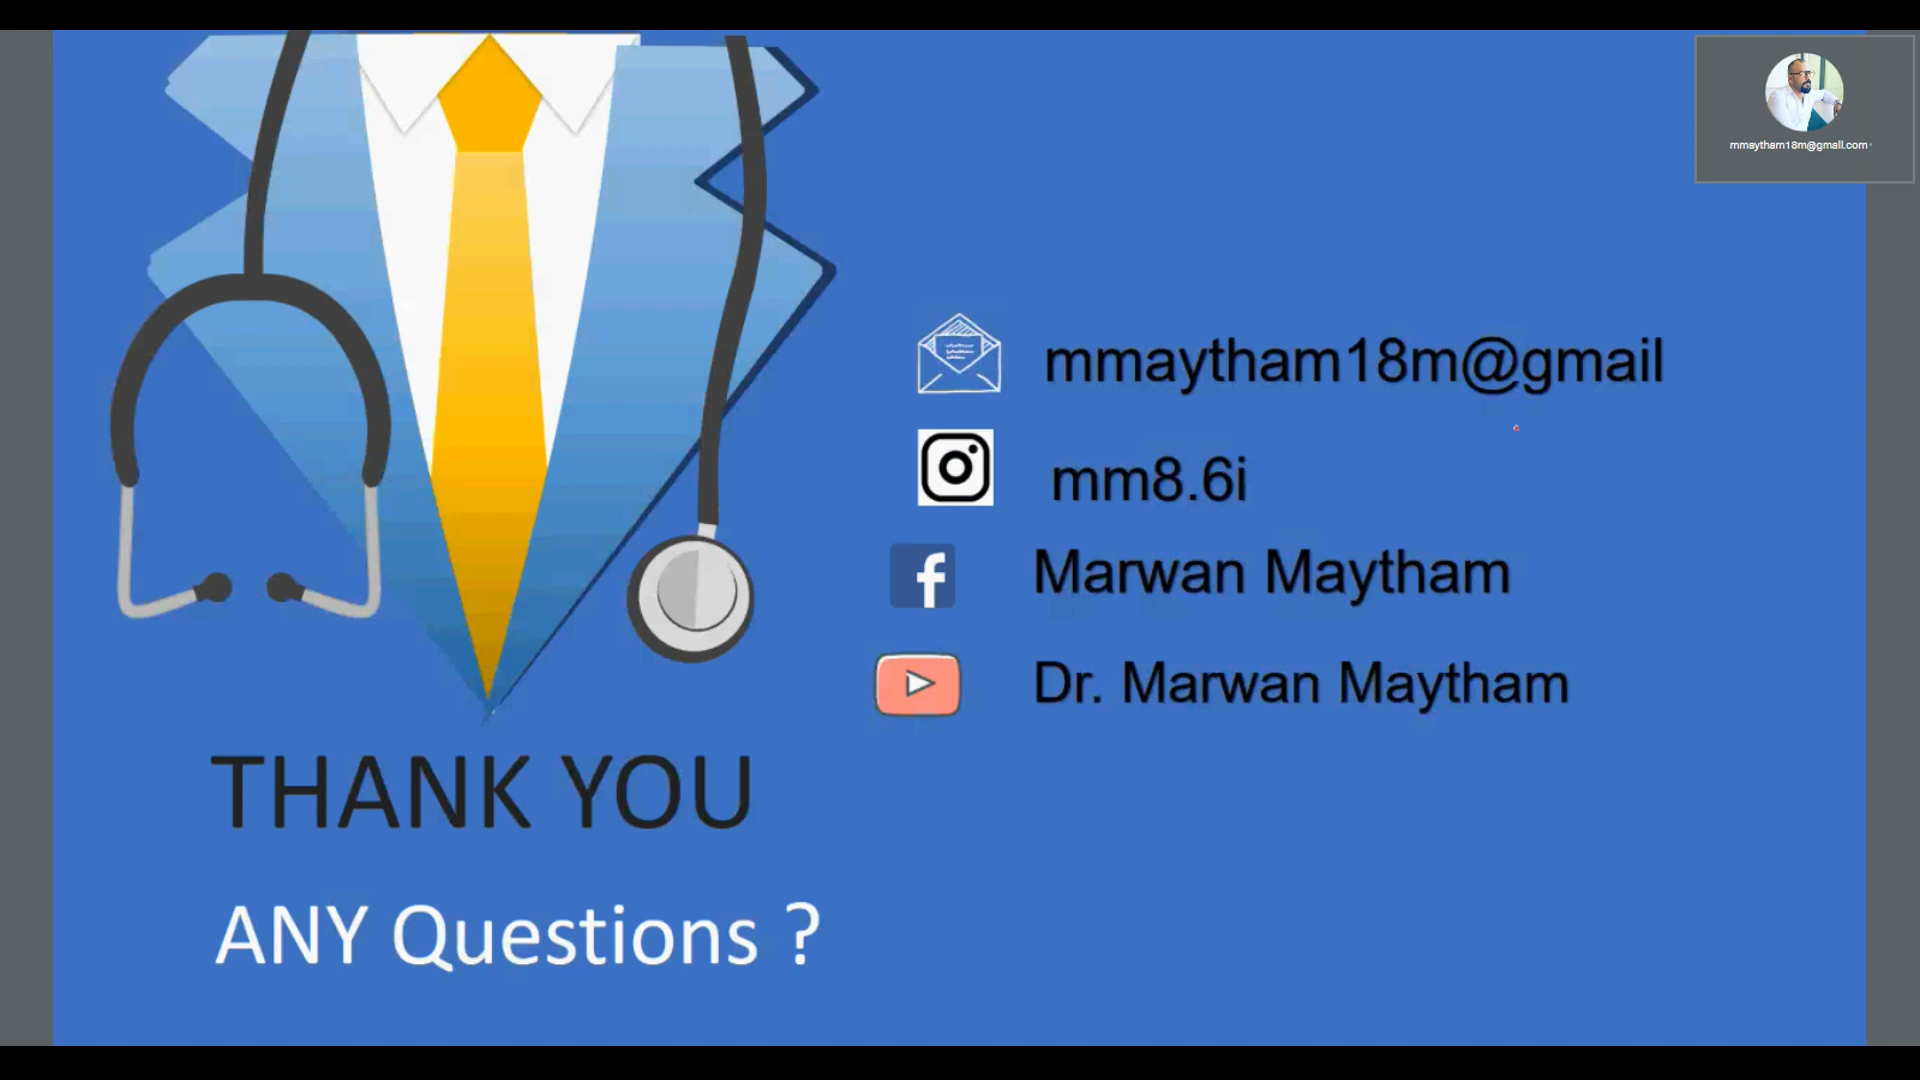 mmaytham18m@gmail.com
mmaytham18m@gmail
mm8.6i
Marwan Maytham
Dr. Marwan Maytham
THANK YOU
ANY Questions ?